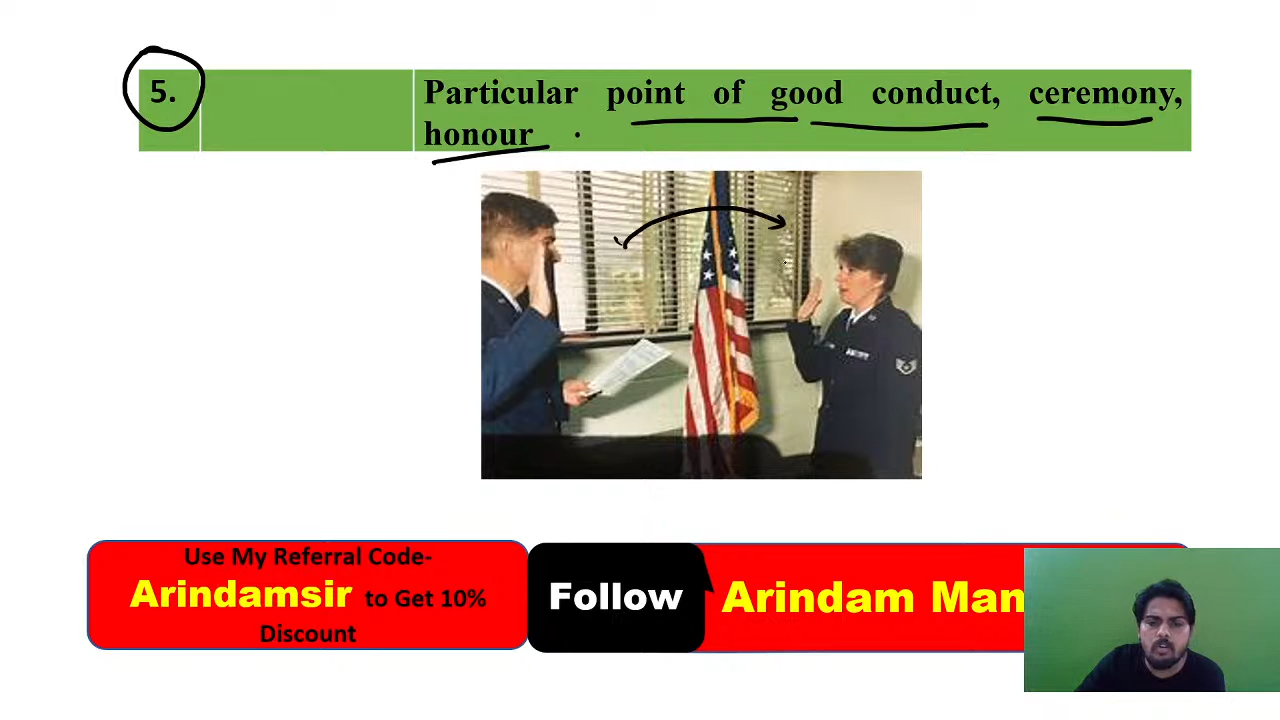 5.
Particular point of good conduct, ceremony,
honour
Use My Referral Code-
Arindamsir to Get 10%
Discount
Follow
Arindam Man